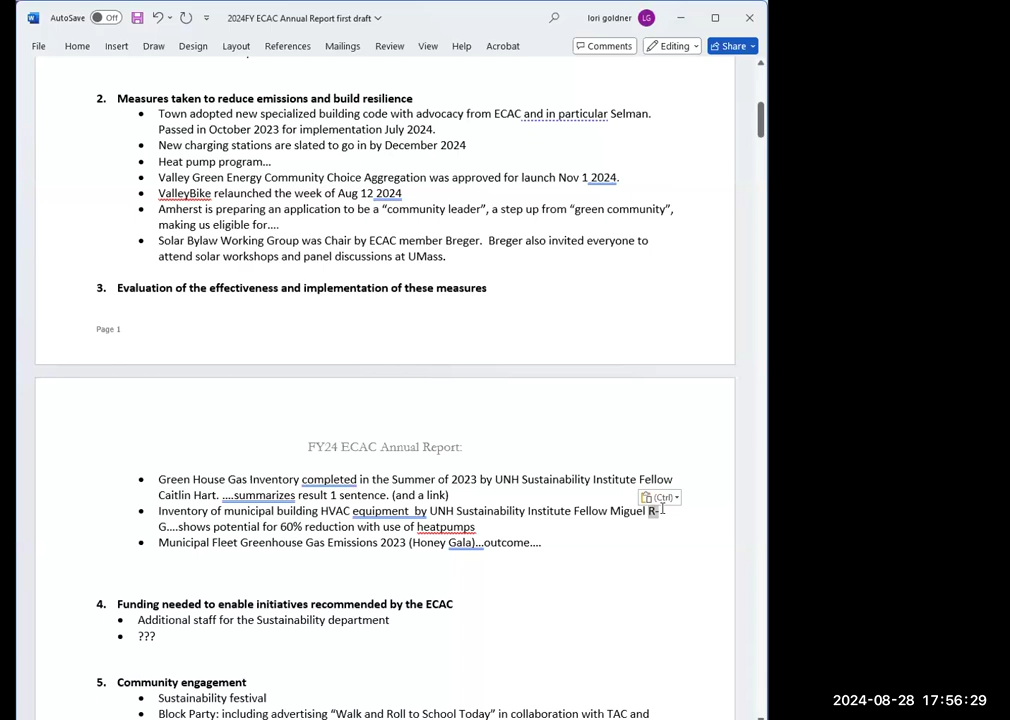 AutoSave Off 2024FY ECAC Annual Report first draft lori goldner LG
File Home Insert Draw Design Layout References Mailings Review View Help Acrobat Comments Editing Share
2. Measures taken to reduce emissions and build resilience
• Town adopted new specialized building code with advocacy from ECAC and in particular Selman.
Passed in October 2023 for implementation July 2024.
• New charging stations are slated to go in by December 2024
• Heat pump program…
• Valley Green Energy Community Choice Aggregation was approved for launch Nov 1 2024.
• ValleyBike relaunched the week of Aug 12 2024
• Amherst is preparing an application to be a “community leader”, a step up from “green community”,
making us eligible for….
• Solar Bylaw Working Group was Chair by ECAC member Breger. Breger also invited everyone to
attend solar workshops and panel discussions at UMass.
3. Evaluation of the effectiveness and implementation of these measures
Page 1
FY24 ECAC Annual Report:
• Green House Gas Inventory completed in the Summer of 2023 by UNH Sustainability Institute Fellow
Caitlin Hart. ….summarizes result 1 sentence. (and a link)
(Ctrl)
• Inventory of municipal building HVAC equipment by UNH Sustainability Institute Fellow Miguel R-
G….shows potential for 60% reduction with use of heatpumps
• Municipal Fleet Greenhouse Gas Emissions 2023 (Honey Gala)…outcome….
4. Funding needed to enable initiatives recommended by the ECAC
• Additional staff for the Sustainability department
• ???
5. Community engagement
• Sustainability festival
• Block Party: including advertising “Walk and Roll to School Today” in collaboration with TAC and
2024-08-28 17:56:29